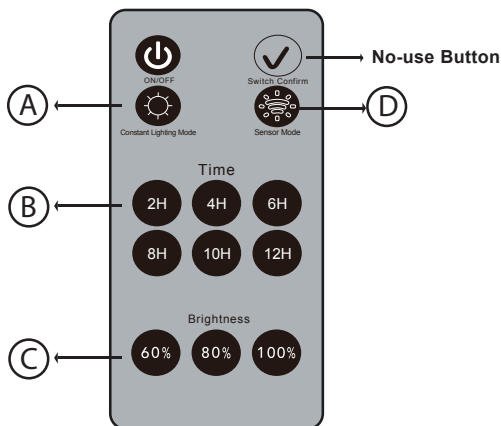 No-use Button
ON/OFF
Switch Confirm
A
D
Constant Lighting Mode
Sensor Mode
Time
B
2H 4H 6H
8H 10H 12H
Brightness
C
60% 80% 100%